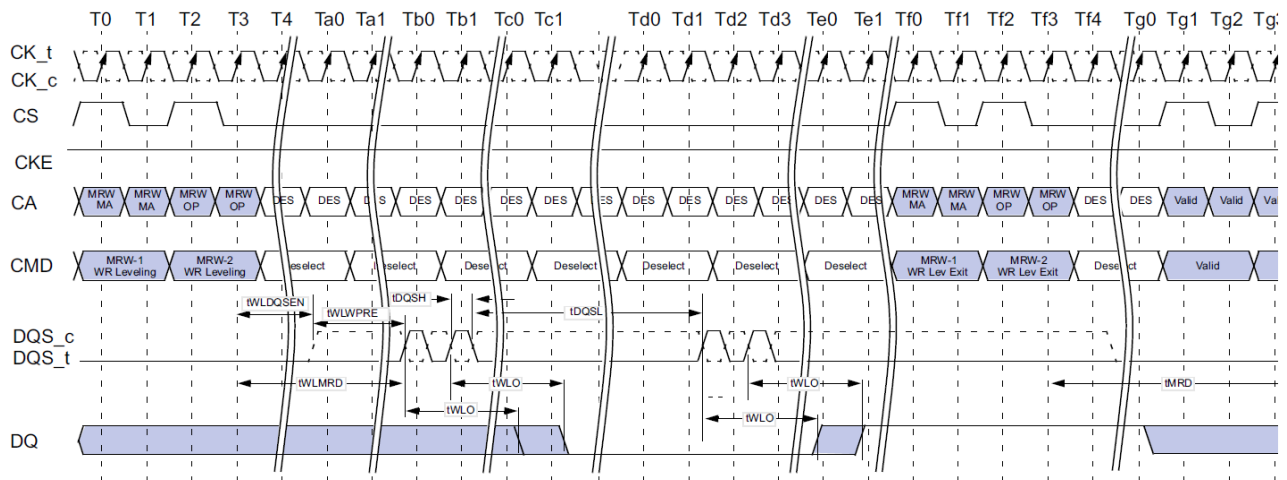 T0 T1 T2 T3 T4 Ta0 Ta1 Tb0 Tb1 Tc0 Tc1 Td0 Td1 Td2 Td3 Te0 Te1 Tf0 Tf1 Tf2 Tf3 Tf4 Tg0 Tg1 Tg2 Tg3
CK_t
CK_c
CS
CKE
MRW MRW MRW MRW MRW MRW MRW MRW
CA MA MA OP OP DES DES DES DES DES DES DES DES DES DES DES DES DES DES MA MA OP OP DES DES Valid Valid Val
CMD MRW-1 MRW-2 Deselect Deselect Deselect Deselect Deselect Deselect Deselect MRW-1 MRW-2 Deselect Valid
WR Leveling WR Leveling WR Lev Exit WR Lev Exit
tWLDQSEN tDQSH
tWLWPRE tDQSL
DQS_c
DQS_t
tWLMRD tWLO tWLO tMRD
tWLO tWLO
DQ